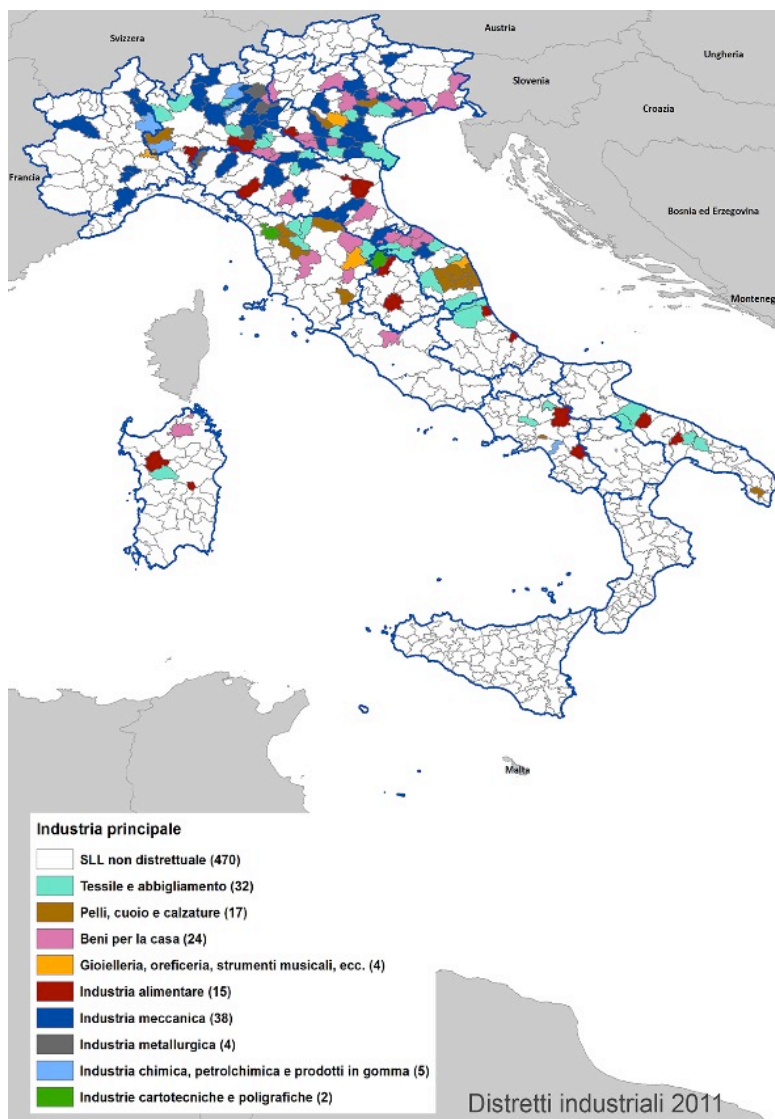 Austria
Svizzera
Ungheria
Slovenia
Croazia
Francia
Bosnia ed Erzegovina
Monteneg
Malta
Industria principale
SLL non distrettuale (470)
Tessile e abbigliamento (32)
Pelli, cuoio e calzature (17)
Beni per la casa (24)
Gioielleria, oreficeria, strumenti musicali, ecc. (4)
Industria alimentare (15)
Industria meccanica (38)
Industria metallurgica (4)
Industria chimica, petrolchimica e prodotti in gomma (5)
Industrie cartotecniche e poligrafiche (2)
Distretti industriali 2011